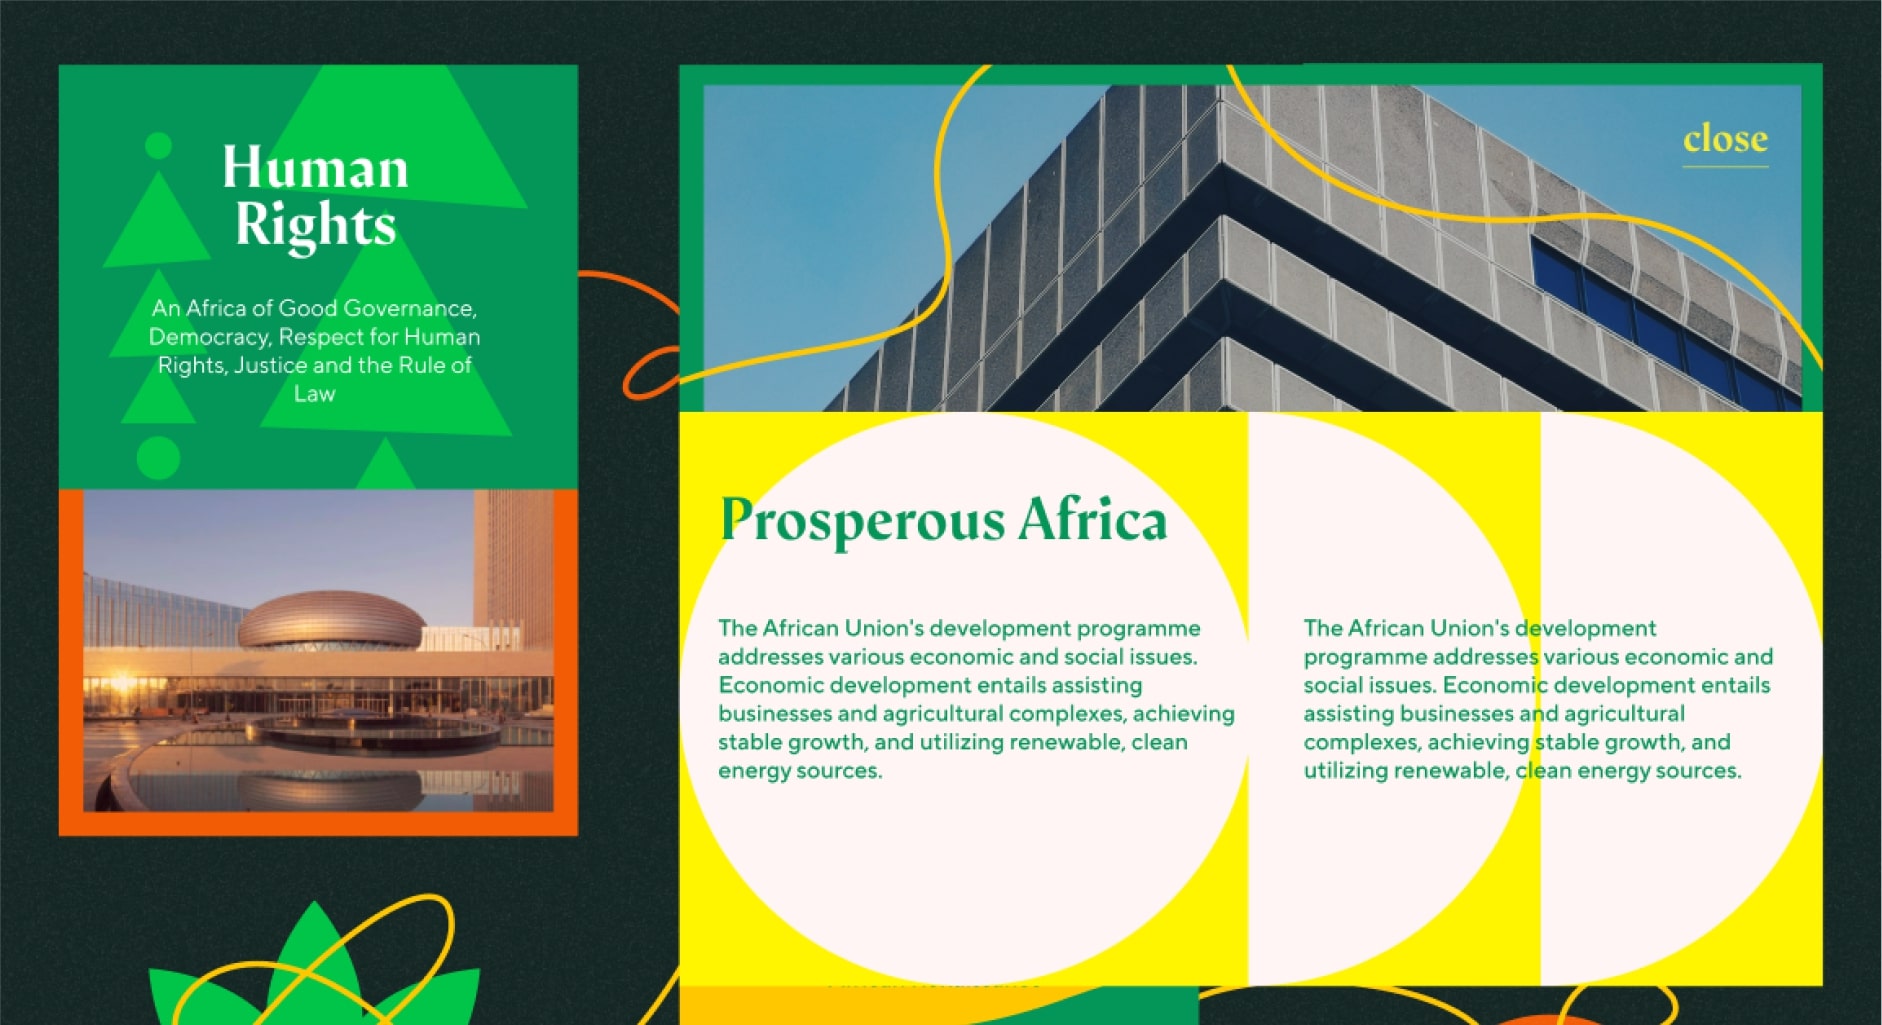 Human
Rights
An Africa of Good Governance,
Democracy, Respect for Human
Rights, Justice and the Rule of
Law
close
Prosperous Africa
The African Union's development programme
addresses various economic and social issues.
Economic development entails assisting
businesses and agricultural complexes, achieving
stable growth, and utilizing renewable, clean
energy sources.
The African Union's development
programme addresses various economic and
social issues. Economic development entails
assisting businesses and agricultural
complexes, achieving stable growth, and
utilizing renewable, clean energy sources.